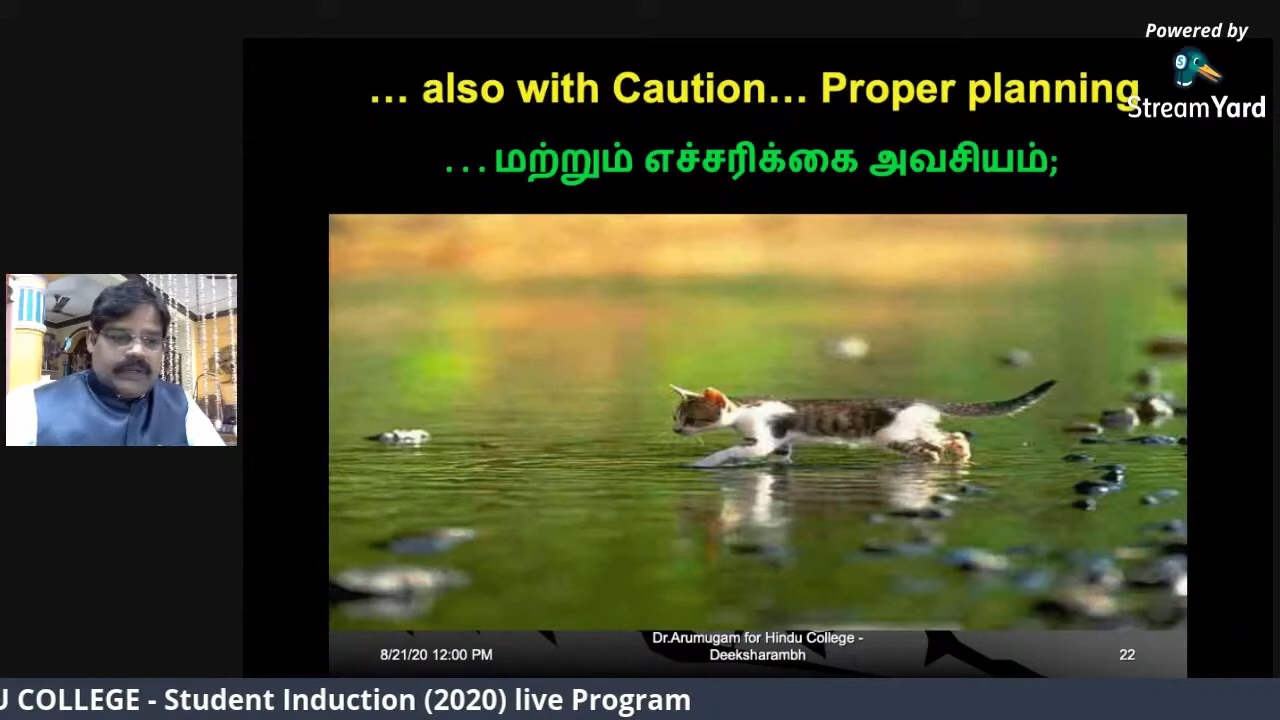 Powered by
StreamYard
… also with Caution… Proper planning
…மற்றும் எச்சரிக்கை அவசியம்;
8/21/20 12:00 PM
Dr.Arumugam for Hindu College -
Deeksharambh
22
U COLLEGE - Student Induction (2020) live Program